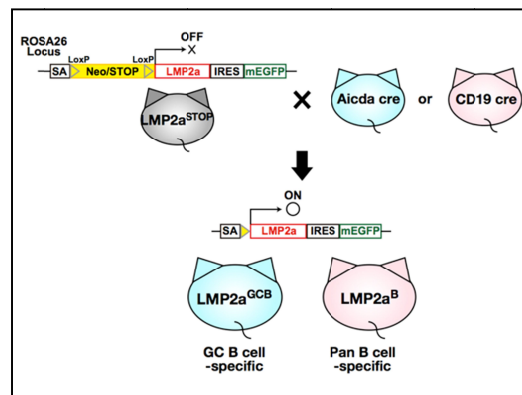 ROSA26
Locus
OFF
LoxP LoxP
SA Neo/STOP LMP2a IRES mEGFP
LMP2aSTOP
Aicda cre or CD19 cre
ON
SA LMP2a IRES mEGFP
LMP2aGCB LMP2aB
GC B cell Pan B cell
-specific -specific